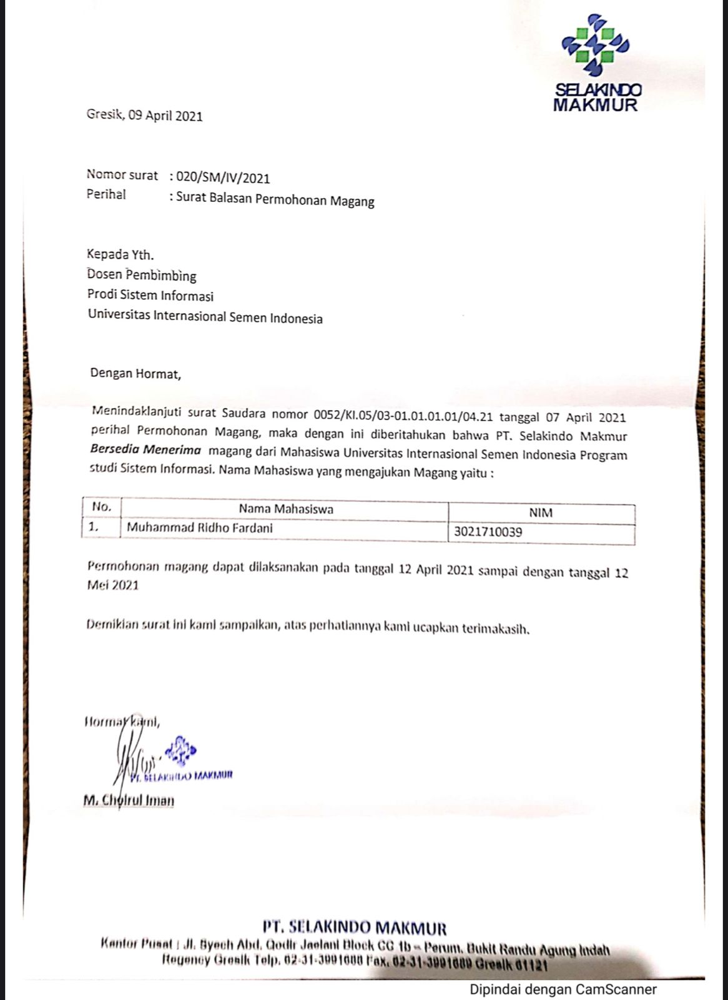 SELAKINDO
MAKMUR
Gresik, 09 April 2021
Nomor surat : 020/SM/IV/2021
Perihal : Surat Balasan Permohonan Magang
Kepada Yth.
Dosen Pembimbing
Prodi Sistem Informasi
Universitas Internasional Semen Indonesia
Dengan Hormat,
Menindaklanjuti surat Saudara nomor 0052/KI.05/03-01.01.01.01/04.21 tanggal 07 April 2021
perihal Permohonan Magang, maka dengan ini diberitahukan bahwa PT. Selakindo Makmur
Bersedia Menerima magang dari Mahasiswa Universitas Internasional Semen Indonesia Program
studi Sistem Informasi. Nama Mahasiswa yang mengajukan Magang yaitu :
No. Nama Mahasiswa NIM
1. Muhammad Ridho Fardani 3021710039
Permohonan magang dapat dilaksanakan pada tanggal 12 April 2021 sampai dengan tanggal 12
Mei 2021
Demikian surat ini kami sampaikan, atas perhatiannya kami ucapkan terimakasih.
Hormat kami,
PT. SELAKINDO MAKMUR
M. Choirul Iman
PT. SELAKINDO MAKMUR
Kantor Pusat : Jl. Syech Abd. Qodir Jaelani Block CC 1b – Perum. Bukit Randu Agung Indah
Regency Gresik Telp. 62-31-3991688 Fax. 62-31-3991689 Gresik 61121
Dipindai dengan CamScanner